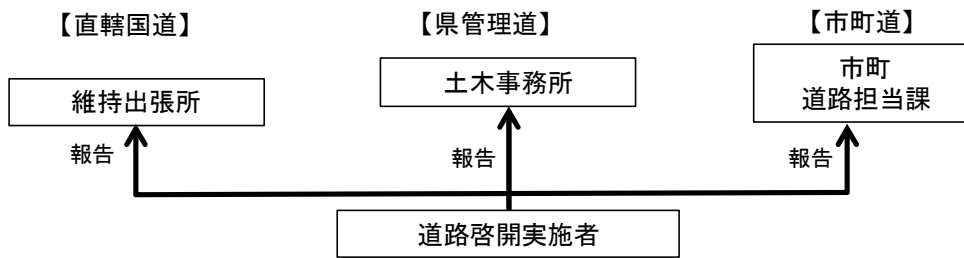 【直轄国道】
【県管理道】
【市町道】
維持出張所
土木事務所
市町
道路担当課
報告
報告
報告
道路啓開実施者